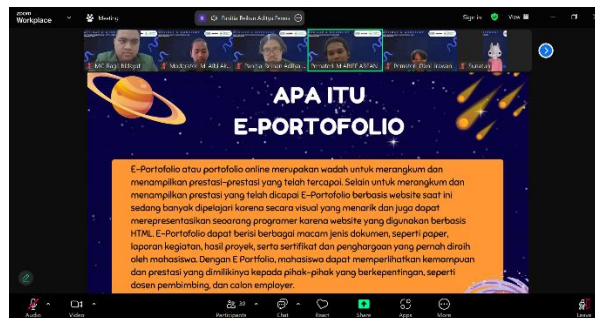 zoom
Workplace
Meeting
Sign in
View
APA ITU
E-PORTOFOLIO
E-Portofolio atau portofolio online merupakan wadah untuk merangkum dan
menampilkan prestasi-prestasi yang telah tercapai. Selain untuk merangkum dan
menampilkan prestasi yang telah dicapai E-Portofolio berbasis website saat ini
sedang banyak dipelajari karena secara visual yang menarik dan juga dapat
merepresentasikan seoarang programer karena website yang digunakan berbasis
HTML. E-Portofolio dapat berisi berbagai macam jenis dokumen, seperti paper,
laporan kegiatan, hasil proyek, serta sertifikat dan penghargaan yang pernah diraih
oleh mahasiswa. Dengan E Portfolio, mahasiswa dapat memperlihatkan kemampuan
dan prestasi yang dimilikinya kepada pihak-pihak yang berkepentingan, seperti
dosen pembimbing, dan calon employer.
Audio
Video
Participants
Chat
React
Share
Apps
More
Leave